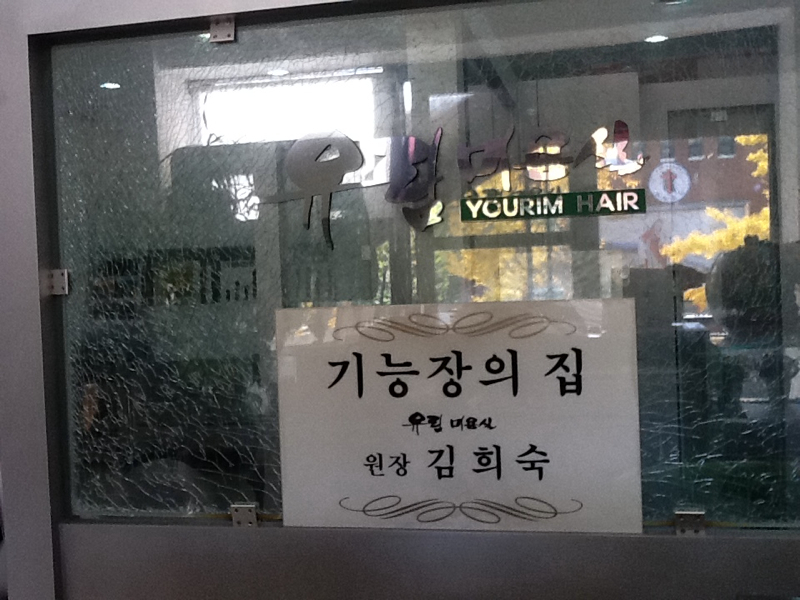 유림미용실
YOURIM HAIR
1
기능장의 집
유림 미용실
원장 김희숙